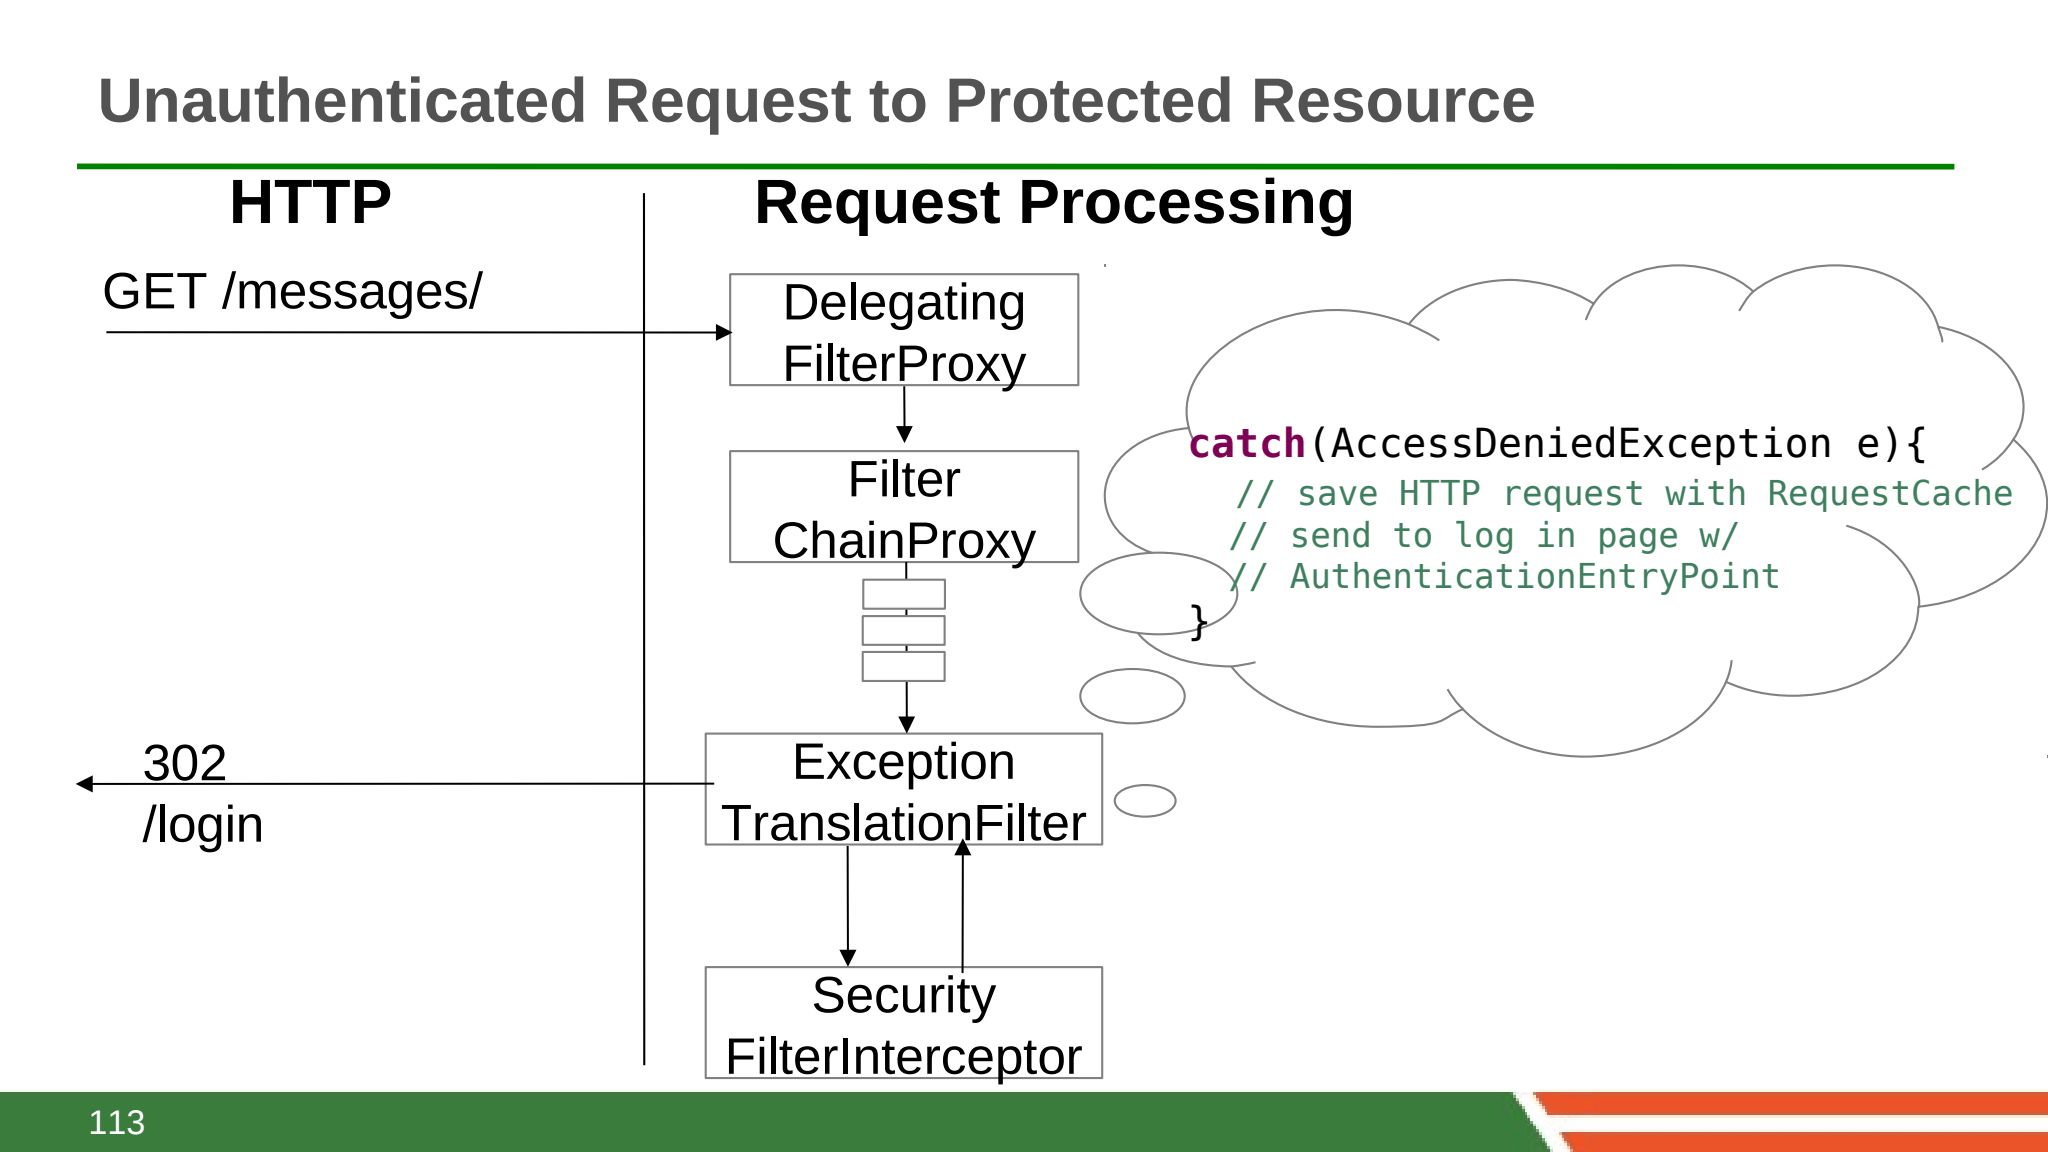 Unauthenticated Request to Protected Resource
HTTP
Request Processing
GET /messages/
Delegating
FilterProxy
Filter
ChainProxy
catch(AccessDeniedException e){
// save HTTP request with RequestCache
// send to log in page w/
// AuthenticationEntryPoint
}
302
/login
Exception
TranslationFilter
Security
FilterInterceptor
113